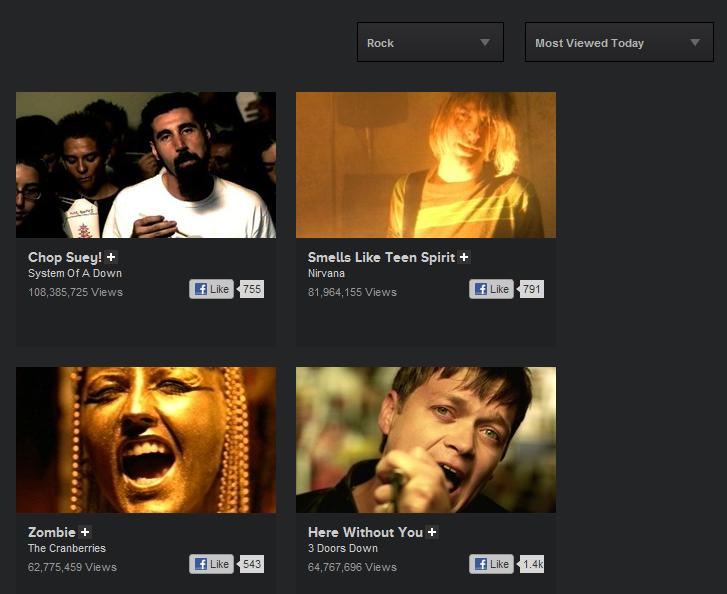 Rock
Most Viewed Today
Chop Suey! +
System Of A Down
108,385,725 Views
Like 755
Smells Like Teen Spirit +
Nirvana
81,964,155 Views
Like 791
Zombie +
The Cranberries
62,775,459 Views
Like 543
Here Without You +
3 Doors Down
64,767,696 Views
Like 1.4k